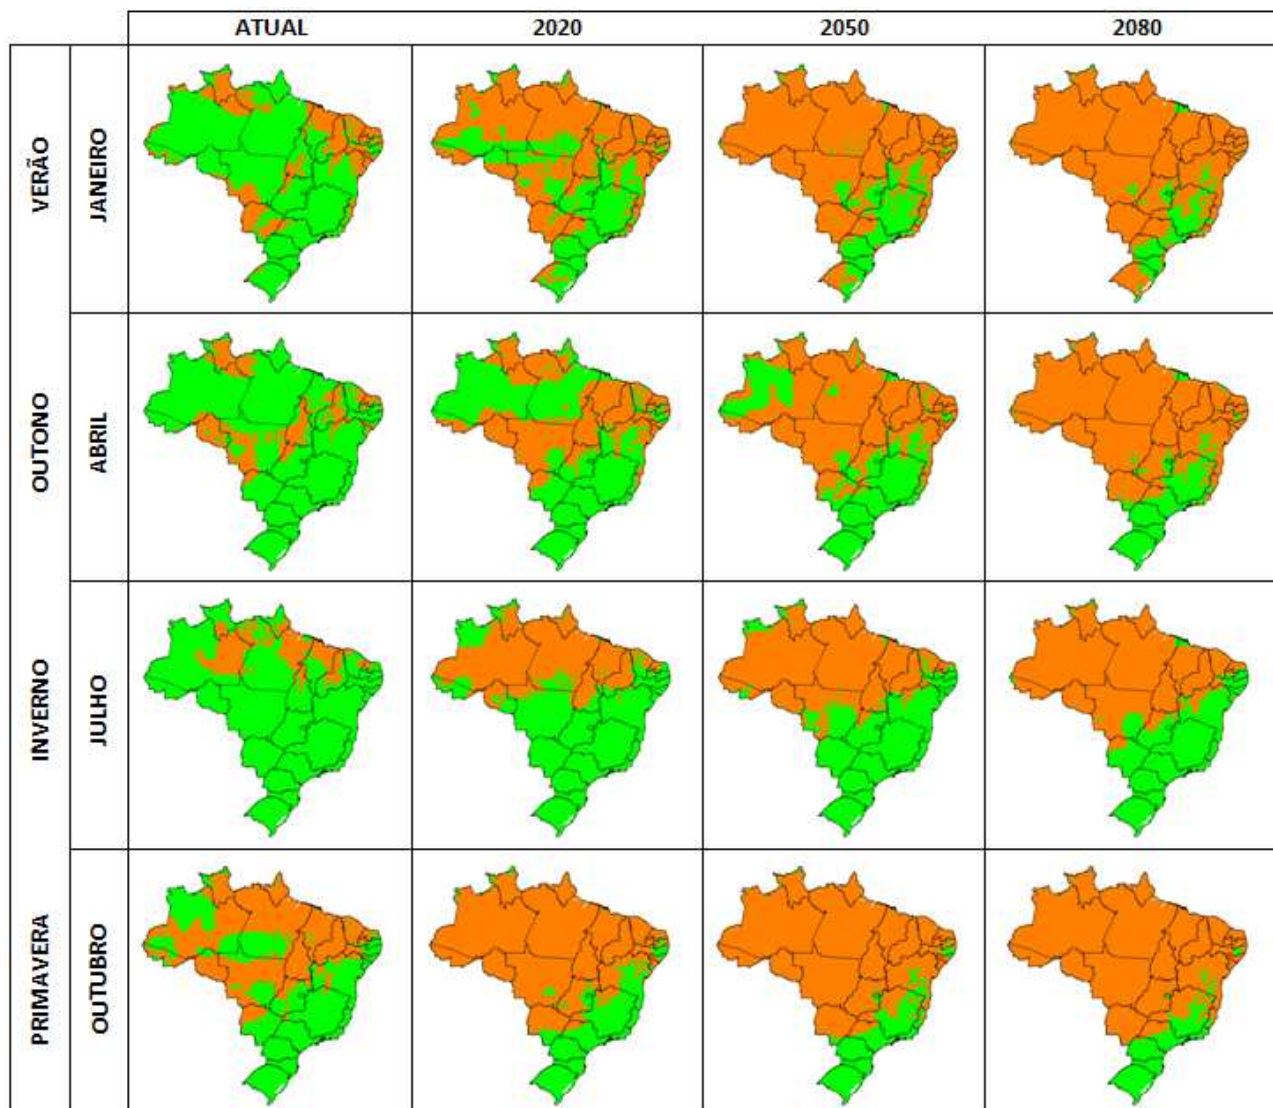 ATUAL 2020 2050 2080
VERÃO JANEIRO
OUTONO ABRIL
INVERNO JULHO
PRIMAVERA OUTUBRO